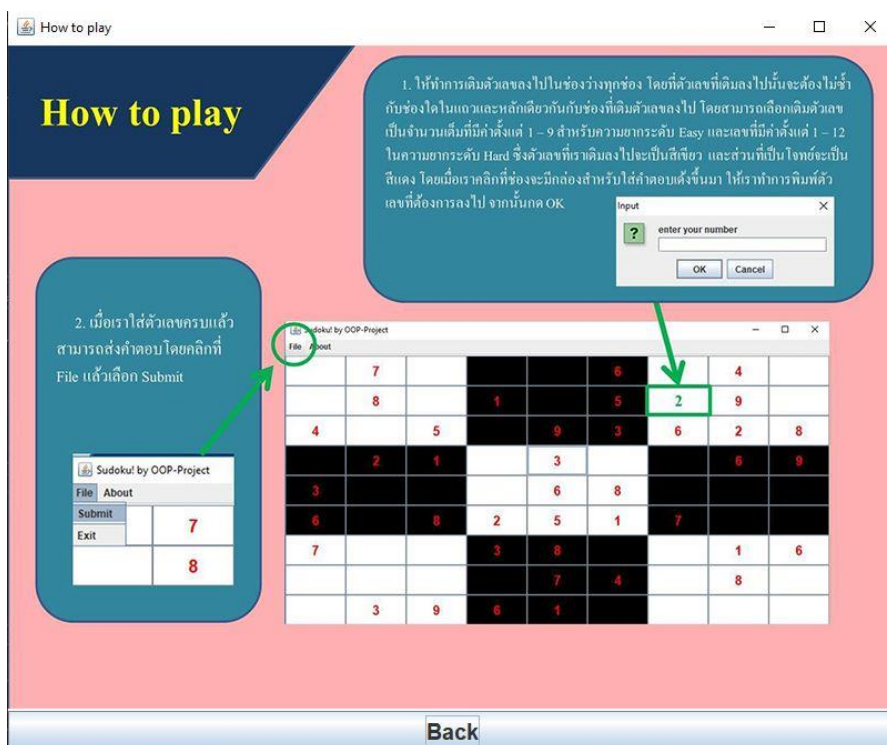 How to play
How to play
1. ให้ทำการเติมตัวเลขลงไปในช่องว่างทุกช่อง โดยที่ตัวเลขที่เติมลงไปนั้นจะต้องไม่ซ้ำ
กับช่องใดในแถวและหลักเดียวกันกับช่องที่เติมตัวเลขลงไป โดยสามารถเลือกเติมตัวเลข
เป็นจำนวนเต็มที่มีค่าตั้งแต่ 1 – 9 สำหรับความยากระดับ Easy และเลขที่มีค่าตั้งแต่ 1 – 12
ในความยากระดับ Hard ซึ่งตัวเลขที่เราเติมลงไปจะเป็นสีเขียว และส่วนที่เป็นโจทย์จะเป็น
สีแดง โดยเมื่อเราคลิกที่ช่องจะมีกล่องสำหรับใส่คำตอบเด้งขึ้นมา ให้เราทำการพิมพ์ตัว
เลขที่ต้องการลงไป จากนั้นกด OK
Input
enter your number
OK Cancel
2. เมื่อเราใส่ตัวเลขครบแล้ว
สามารถส่งคำตอบโดยคลิกที่
File แล้วเลือก Submit
Sudoku! by OOP-Project
File About
Submit
Exit
7
8
Sudoku! by OOP-Project
File About
7 6 4
8 1 5 2 9
4 5 9 3 6 2 8
2 1 3 6 9
3 6 8
6 8 2 5 1 7
7 3 8 1 6
7 4 8
3 9 6 1
Back